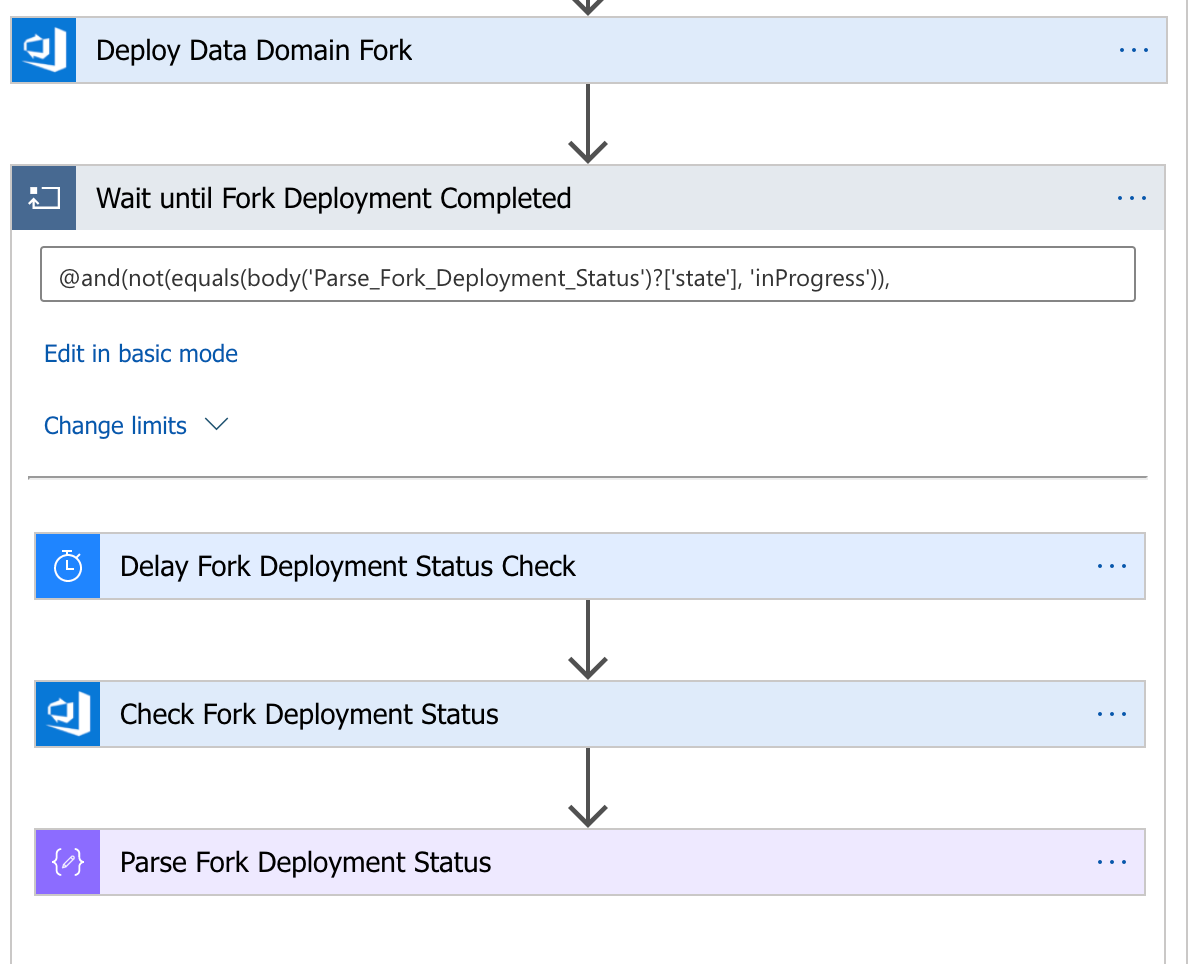 Deploy Data Domain Fork
Wait until Fork Deployment Completed
@and(not(equals(body('Parse_Fork_Deployment_Status')?['state'], 'inProgress')),
Edit in basic mode
Change limits
Delay Fork Deployment Status Check
Check Fork Deployment Status
Parse Fork Deployment Status